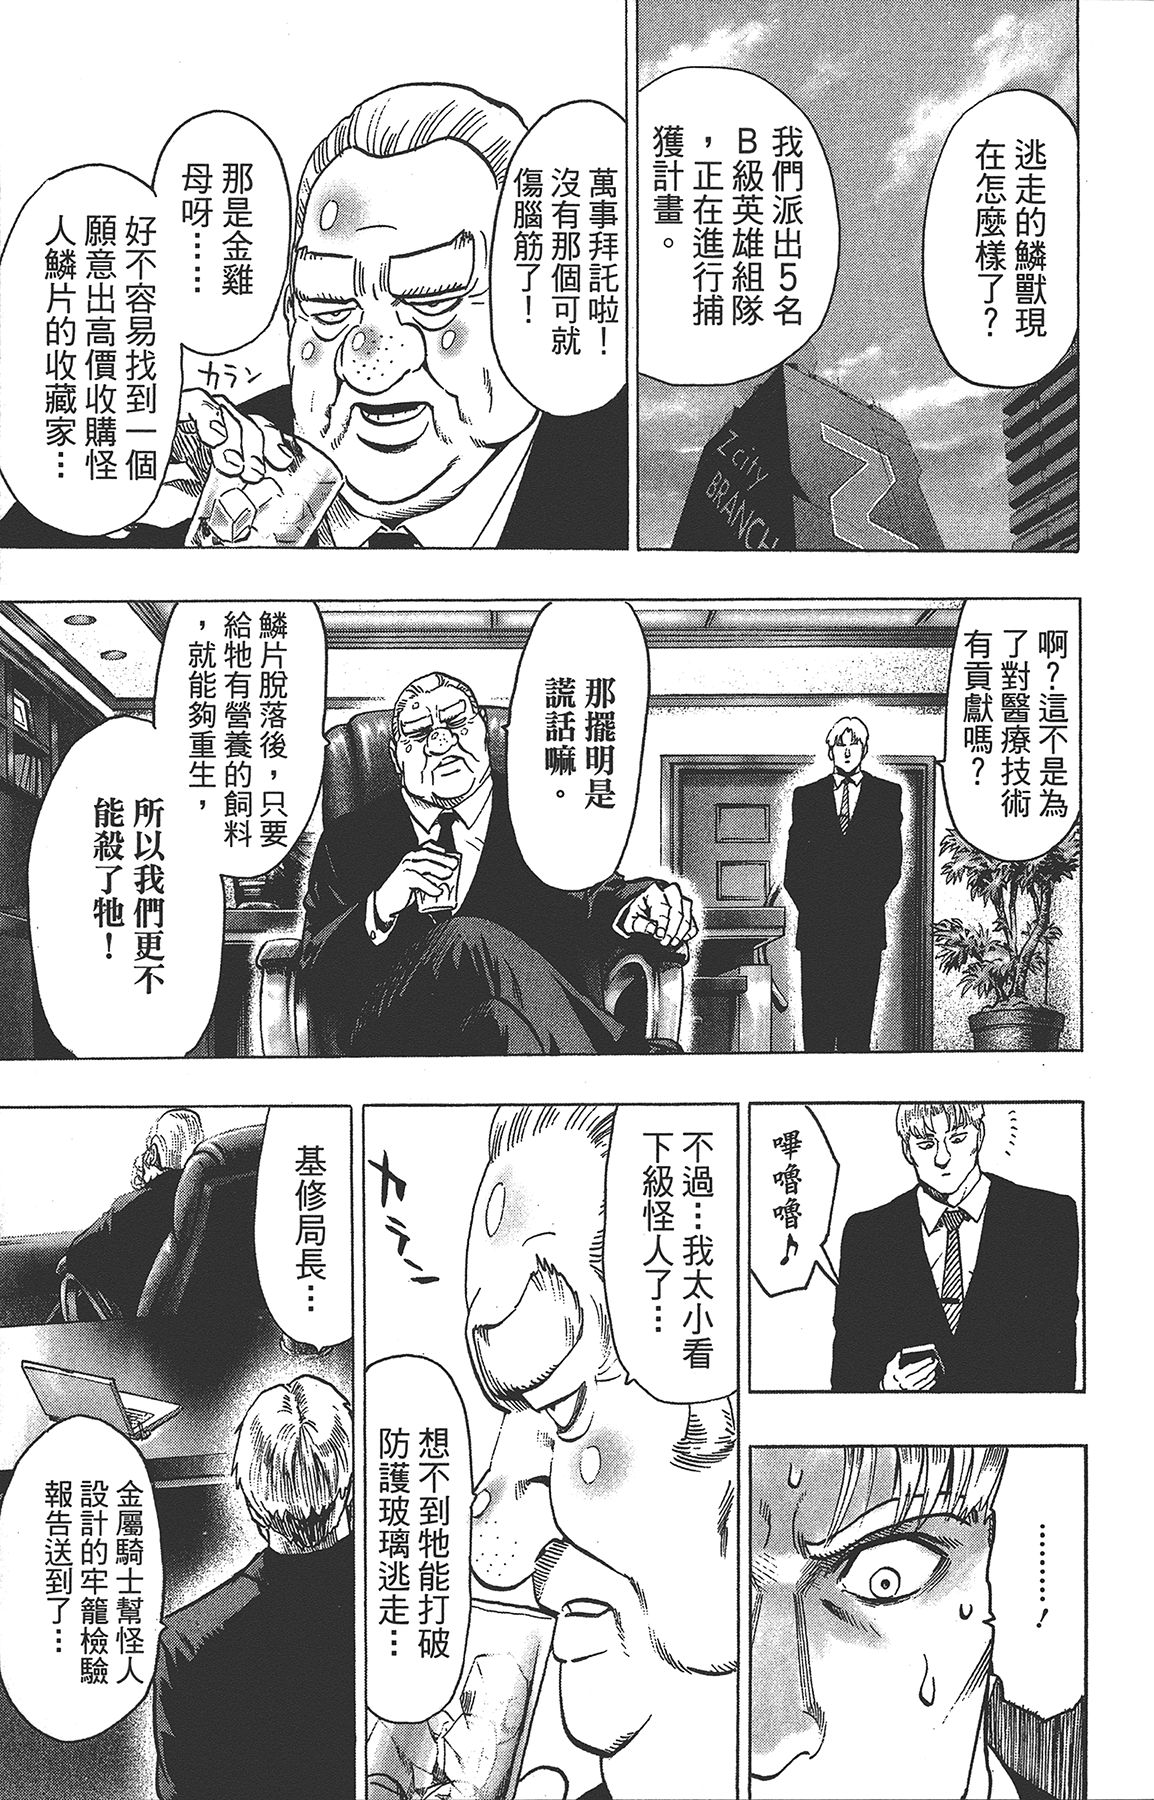 逃走的鱗獸現
在怎麼樣了？
我們派出5名
B級英雄組隊
，正在進行捕
獲計畫。
Z city
BRANCH
萬事拜託啦！
沒有那個可就
傷腦筋了！
那是金雞
母呀……
カラン
好不容易找到一個
願意出高價收購怪
人鱗片的收藏家…
啊？這不是為
了對醫療技術
有貢獻嗎？
那擺明是
謊話嘛。
鱗片脫落後，只要
給牠有營養的飼料
，就能夠重生，
所以我們更不
能殺了牠！
嗶嚕嚕♪
………！
不過…我太小看
下級怪人了…
カラン
想不到牠能打破
防護玻璃逃走…
基修局長…
金屬騎士幫怪人
設計的牢籠檢驗
報告送到了…